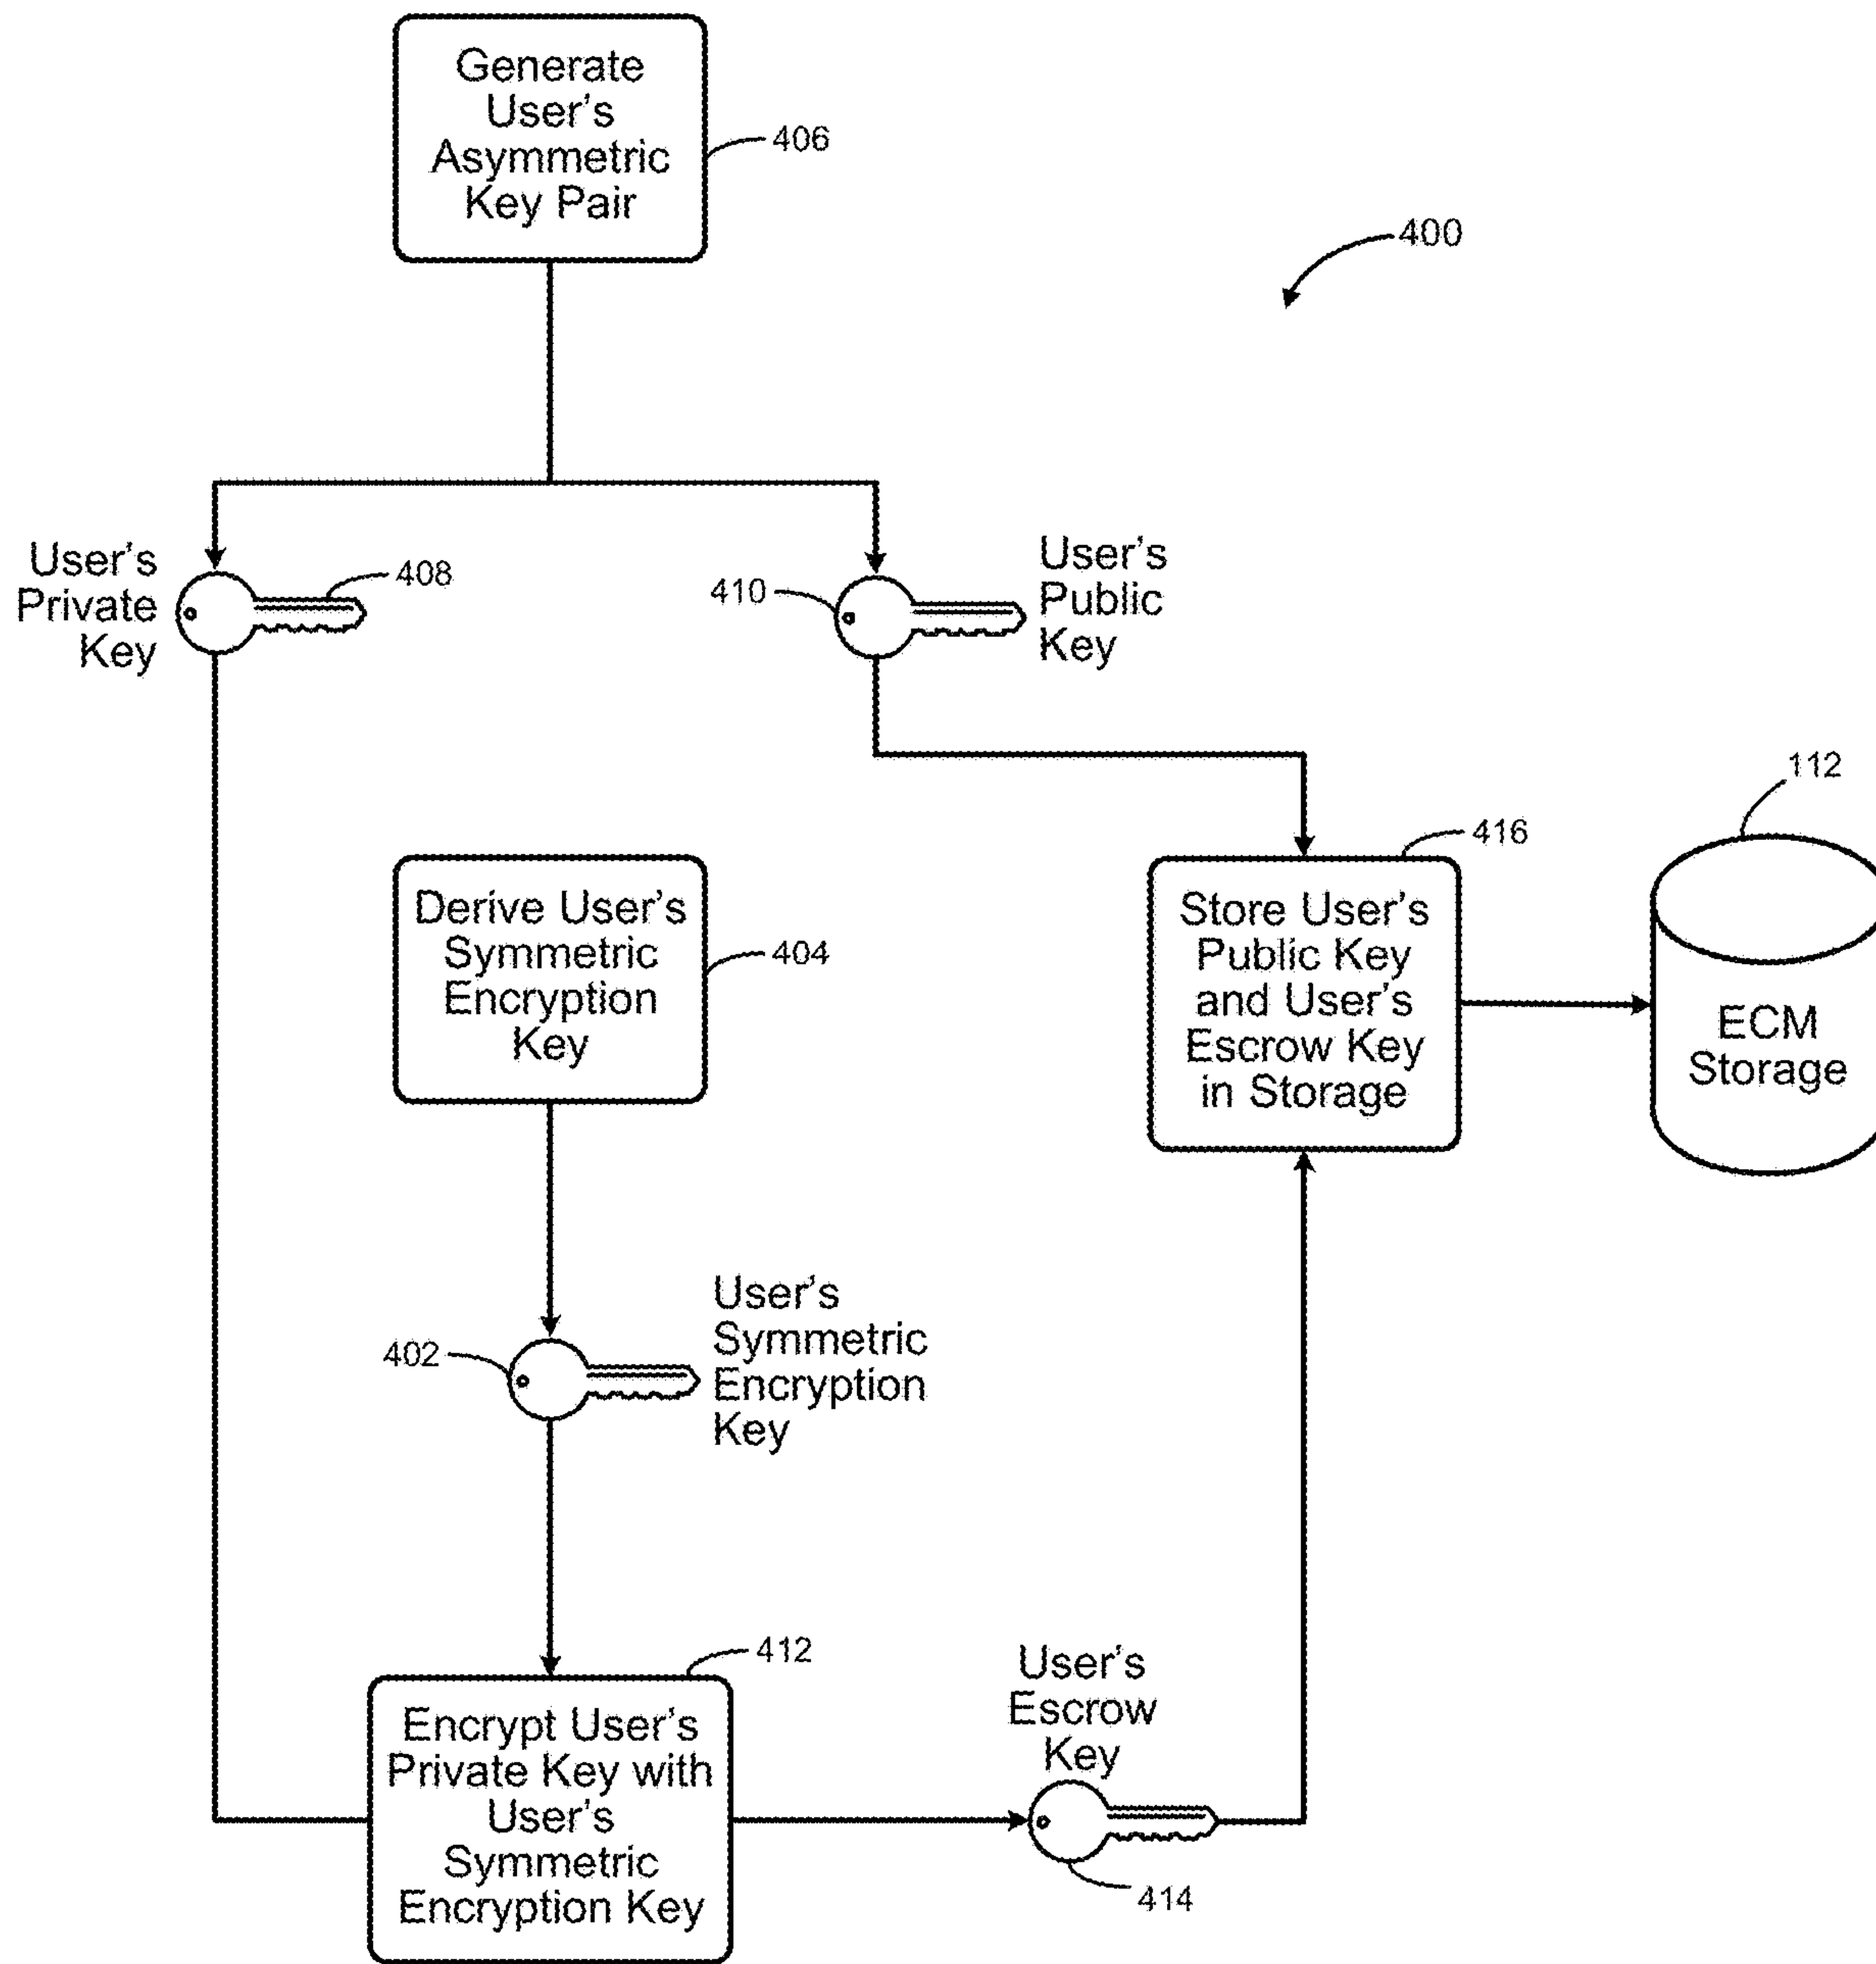 Generate
User's
Asymmetric
Key Pair
406
400
User's
Private
Key
408
410
User's
Public
Key
112
416
Derive User's
Symmetric
Encryption
Key
404
Store User's
Public Key
and User's
Escrow Key
in Storage
ECM
Storage
402
User's
Symmetric
Encryption
Key
412
Encrypt User's
Private Key with
User's
Symmetric
Encryption Key
User's
Escrow
Key
414